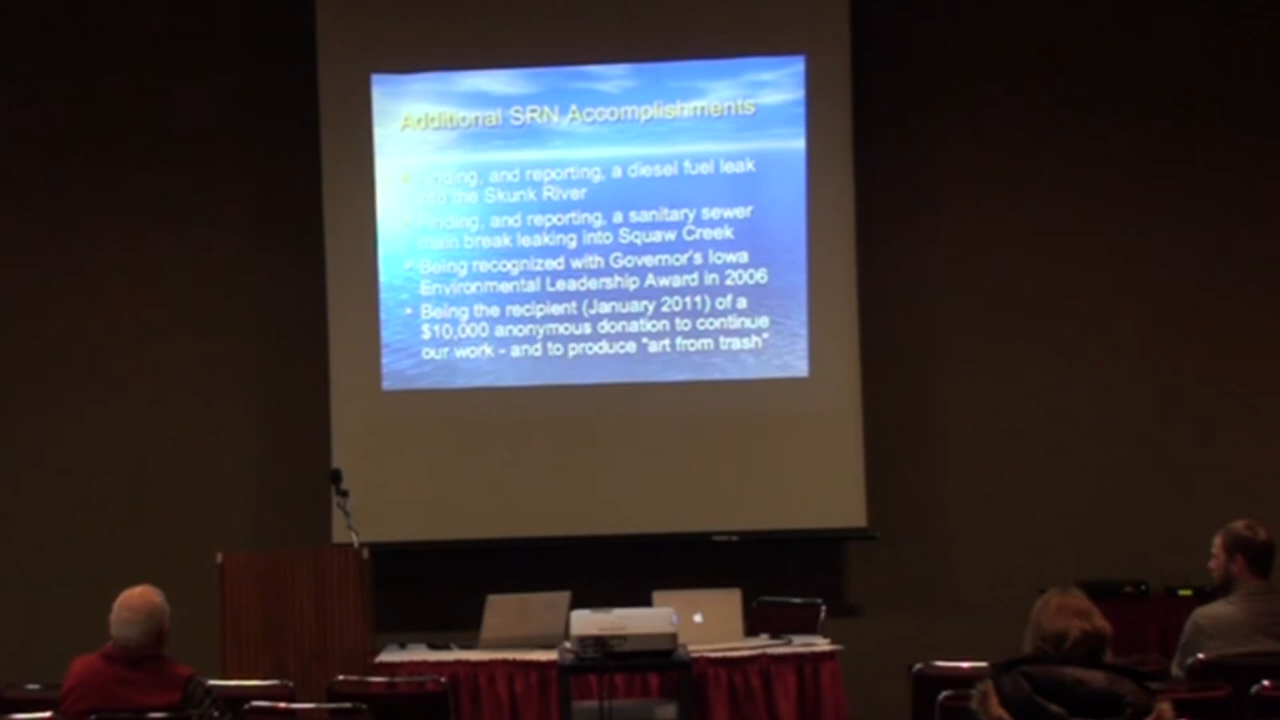 Additional SRN Accomplishments
Finding, and reporting, a diesel fuel leak
into the Skunk River
Finding, and reporting, a sanitary sewer
main break leaking into Squaw Creek
Being recognized with Governor's Iowa
Environmental Leadership Award in 2006
Being the recipient (January 2011) of a
$10,000 anonymous donation to continue
our work - and to produce "art from trash"